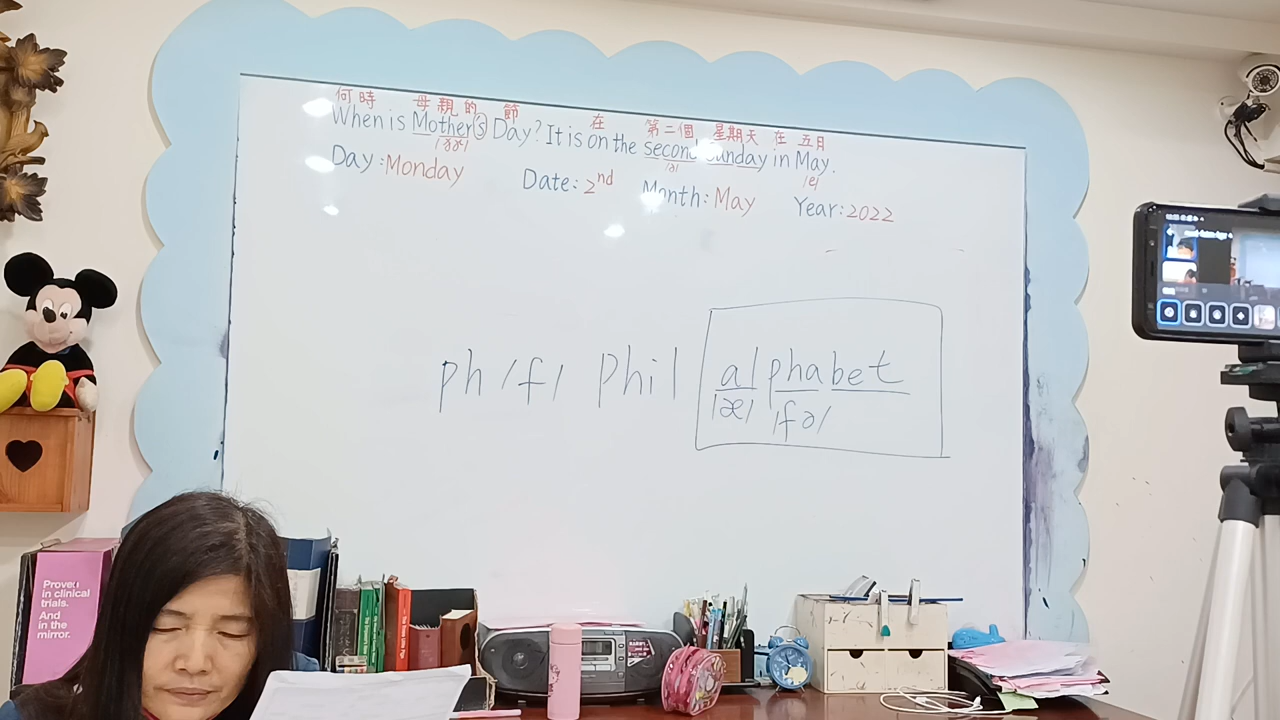 何時 母親的 節 在 第二個 星期天 在 五月
When is Mother's Day? It is on the second Sunday in May.
Day: Monday Date: 2nd Month: May Year: 2022
/e/
ph /f/ Phil alphabet
/æ/ /fə/
Proven
in clinical
trials.
And
in the
mirror.